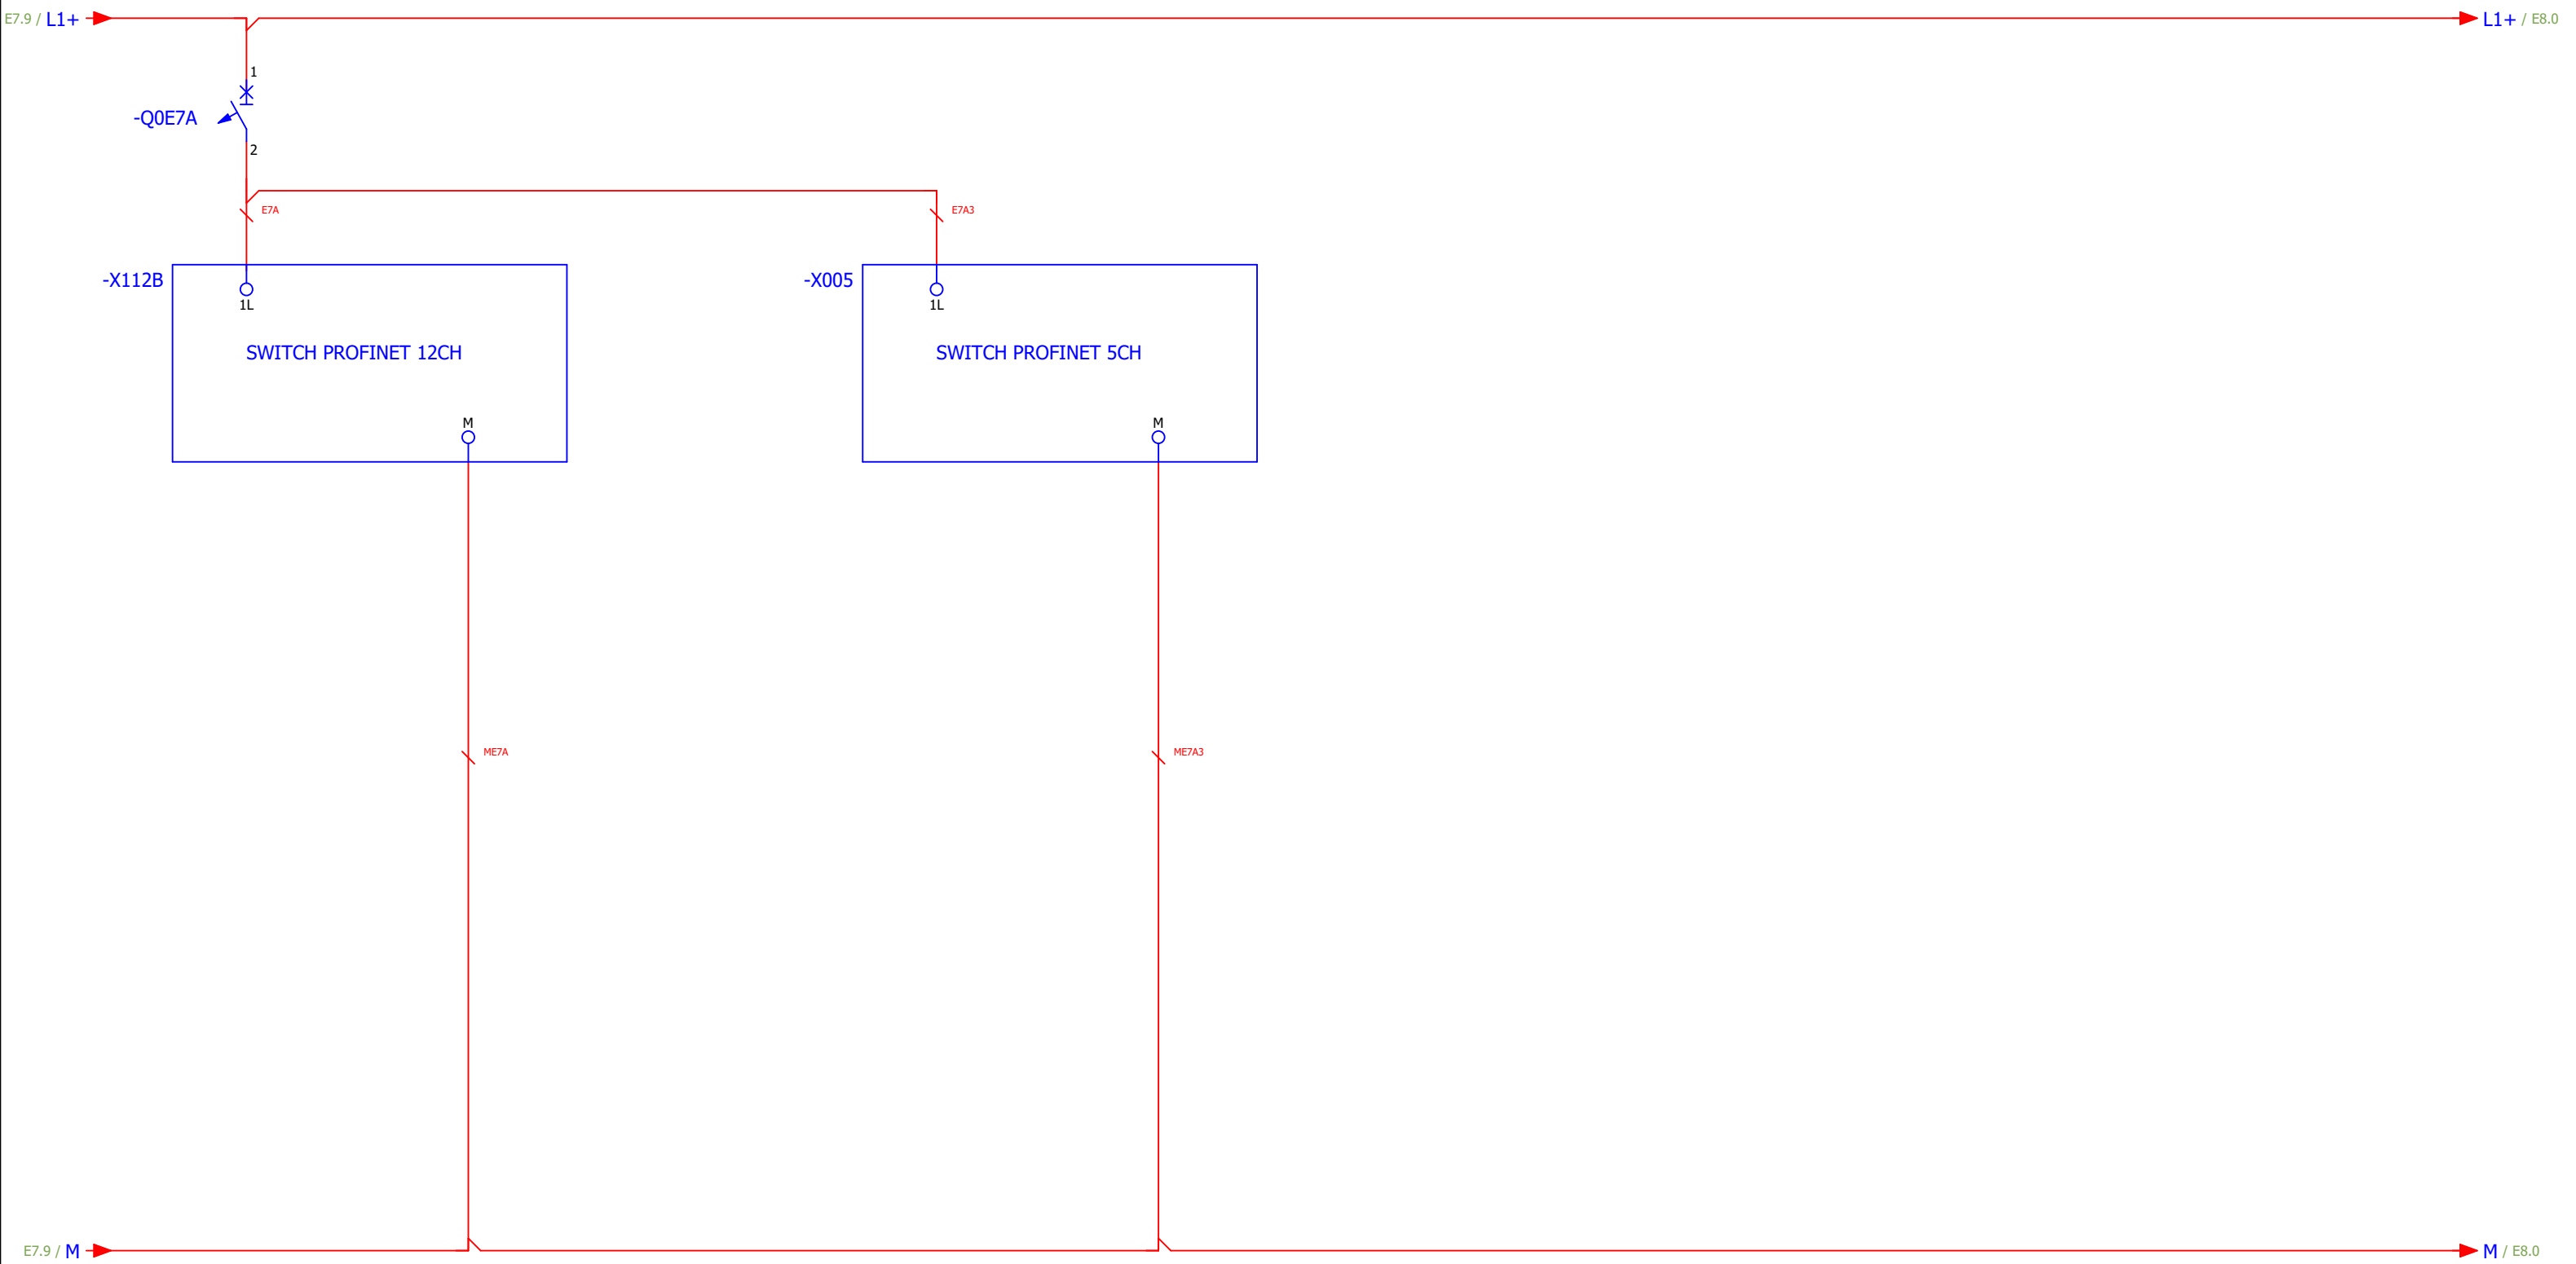 E7.9 / L1+
L1+ / E8.0
1
-Q0E7A
2
E7A
E7A3
-X112B
-X005
1L
1L
SWITCH PROFINET 12CH
SWITCH PROFINET 5CH
M
M
ME7A
ME7A3
E7.9 / M
M / E8.0